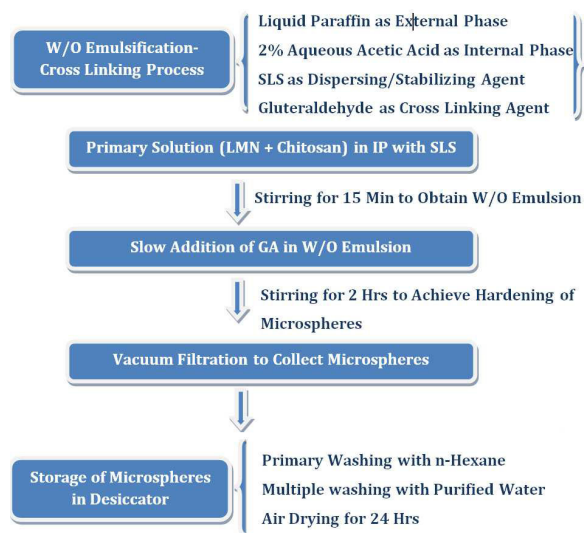 W/O Emulsification-
Cross Linking Process
Liquid Paraffin as External Phase
2% Aqueous Acetic Acid as Internal Phase
SLS as Dispersing/Stabilizing Agent
Gluteraldehyde as Cross Linking Agent
Primary Solution (LMN + Chitosan) in IP with SLS
Stirring for 15 Min to Obtain W/O Emulsion
Slow Addition of GA in W/O Emulsion
Stirring for 2 Hrs to Achieve Hardening of
Microspheres
Vacuum Filtration to Collect Microspheres
Storage of Microspheres
in Desiccator
Primary Washing with n-Hexane
Multiple washing with Purified Water
Air Drying for 24 Hrs